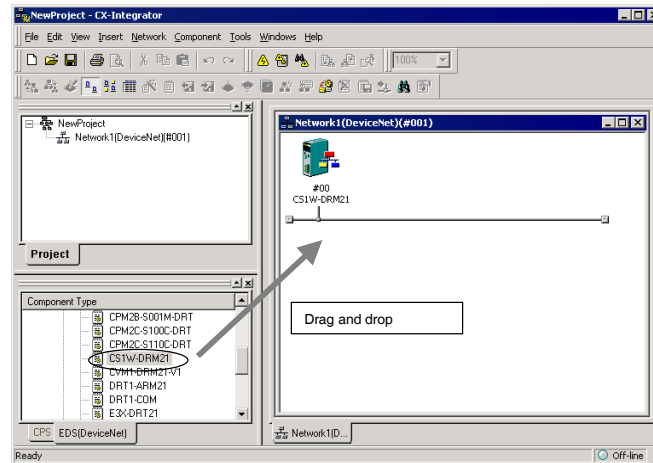 NewProject - CX-Integrator
File Edit View Insert Network Component Tools Windows Help
100%
NewProject
Network1(DeviceNet)(#001)
Project
Component Type
CPM2B-S001M-DRT
CPM2C-S100C-DRT
CPM2C-S110C-DRT
CS1W-DRM21
CVM1-DRM21-V1
DRT1-ARM21
DRT1-COM
E3X-DRT21
CPS EDS(DeviceNet)
Network1(DeviceNet)(#001)
#00
CS1W-DRM21
Drag and drop
Network1(D...
Ready
Off-line